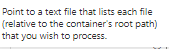 Point to a text file that lists each file
(relative to the container's root path)
that you wish to process.